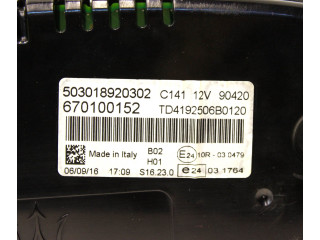 503018920302 C141 12V 90420
670100152 TD4192506B0120
Made in Italy B02 E24 10R - 03 0479
H01
06/09/16 17:09 S16.23.0 e24 03 1764